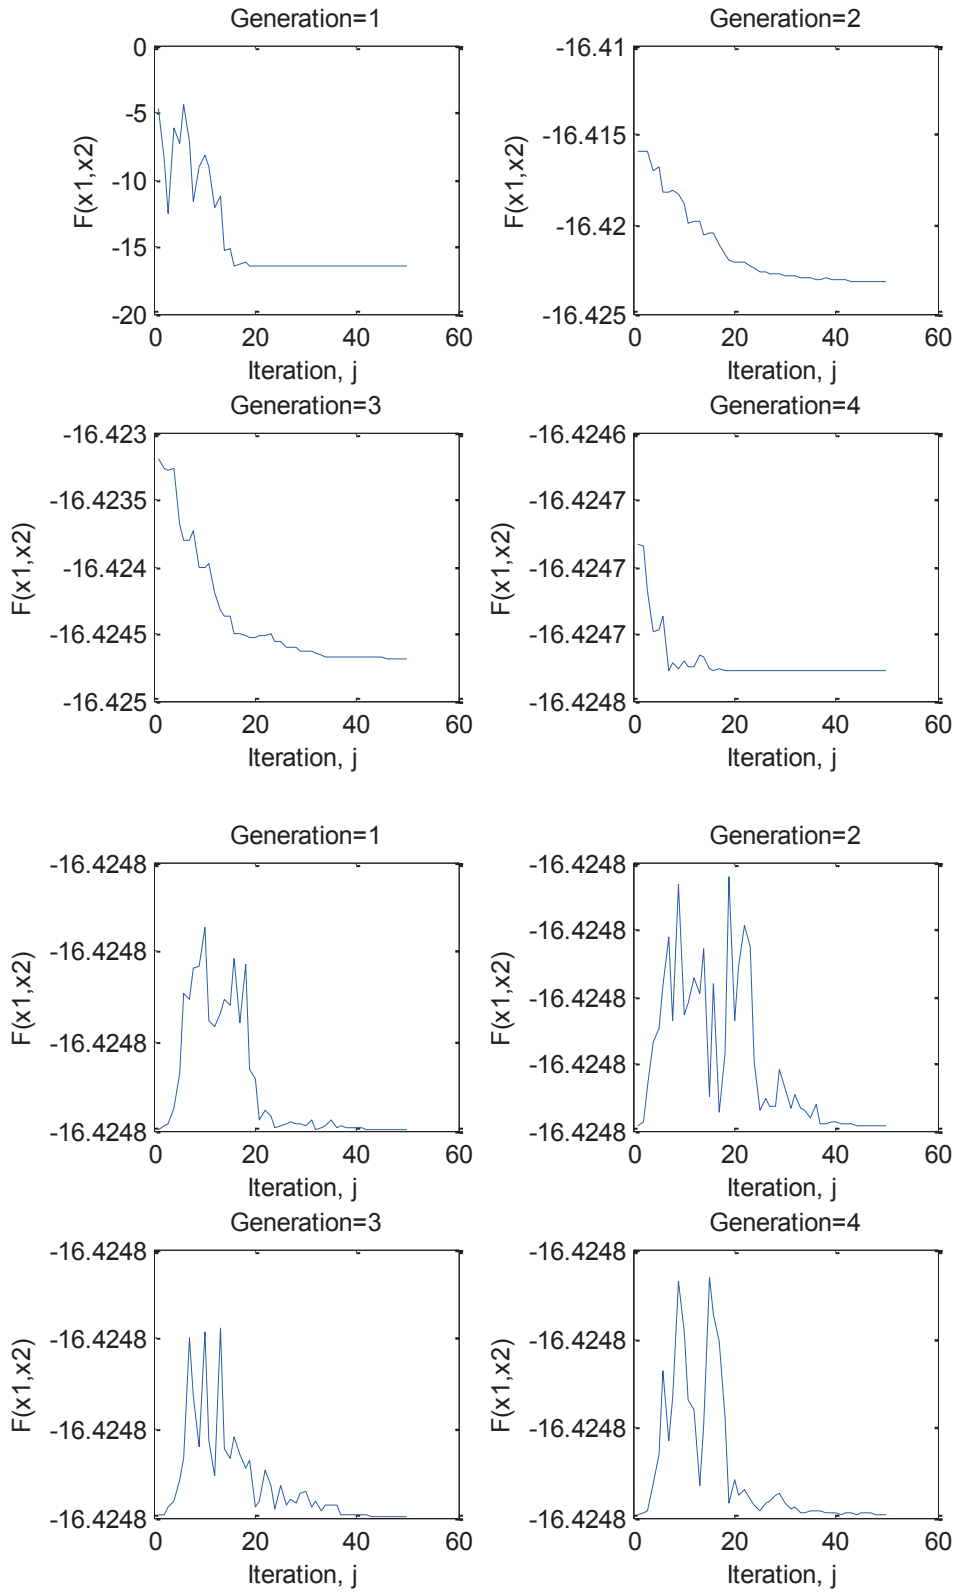 Generation=1
0
-5
-10
-15
-20
F(x1,x2)
0 20 40 60
Iteration, j
Generation=2
-16.41
-16.415
-16.42
-16.425
F(x1,x2)
0 20 40 60
Iteration, j
Generation=3
-16.423
-16.4235
-16.424
-16.4245
-16.425
F(x1,x2)
0 20 40 60
Iteration, j
Generation=4
-16.4246
-16.4247
-16.4247
-16.4247
-16.4248
F(x1,x2)
0 20 40 60
Iteration, j
Generation=1
-16.4248
-16.4248
-16.4248
-16.4248
F(x1,x2)
0 20 40 60
Iteration, j
Generation=2
-16.4248
-16.4248
-16.4248
-16.4248
-16.4248
F(x1,x2)
0 20 40 60
Iteration, j
Generation=3
-16.4248
-16.4248
-16.4248
-16.4248
F(x1,x2)
0 20 40 60
Iteration, j
Generation=4
-16.4248
-16.4248
-16.4248
-16.4248
F(x1,x2)
0 20 40 60
Iteration, j